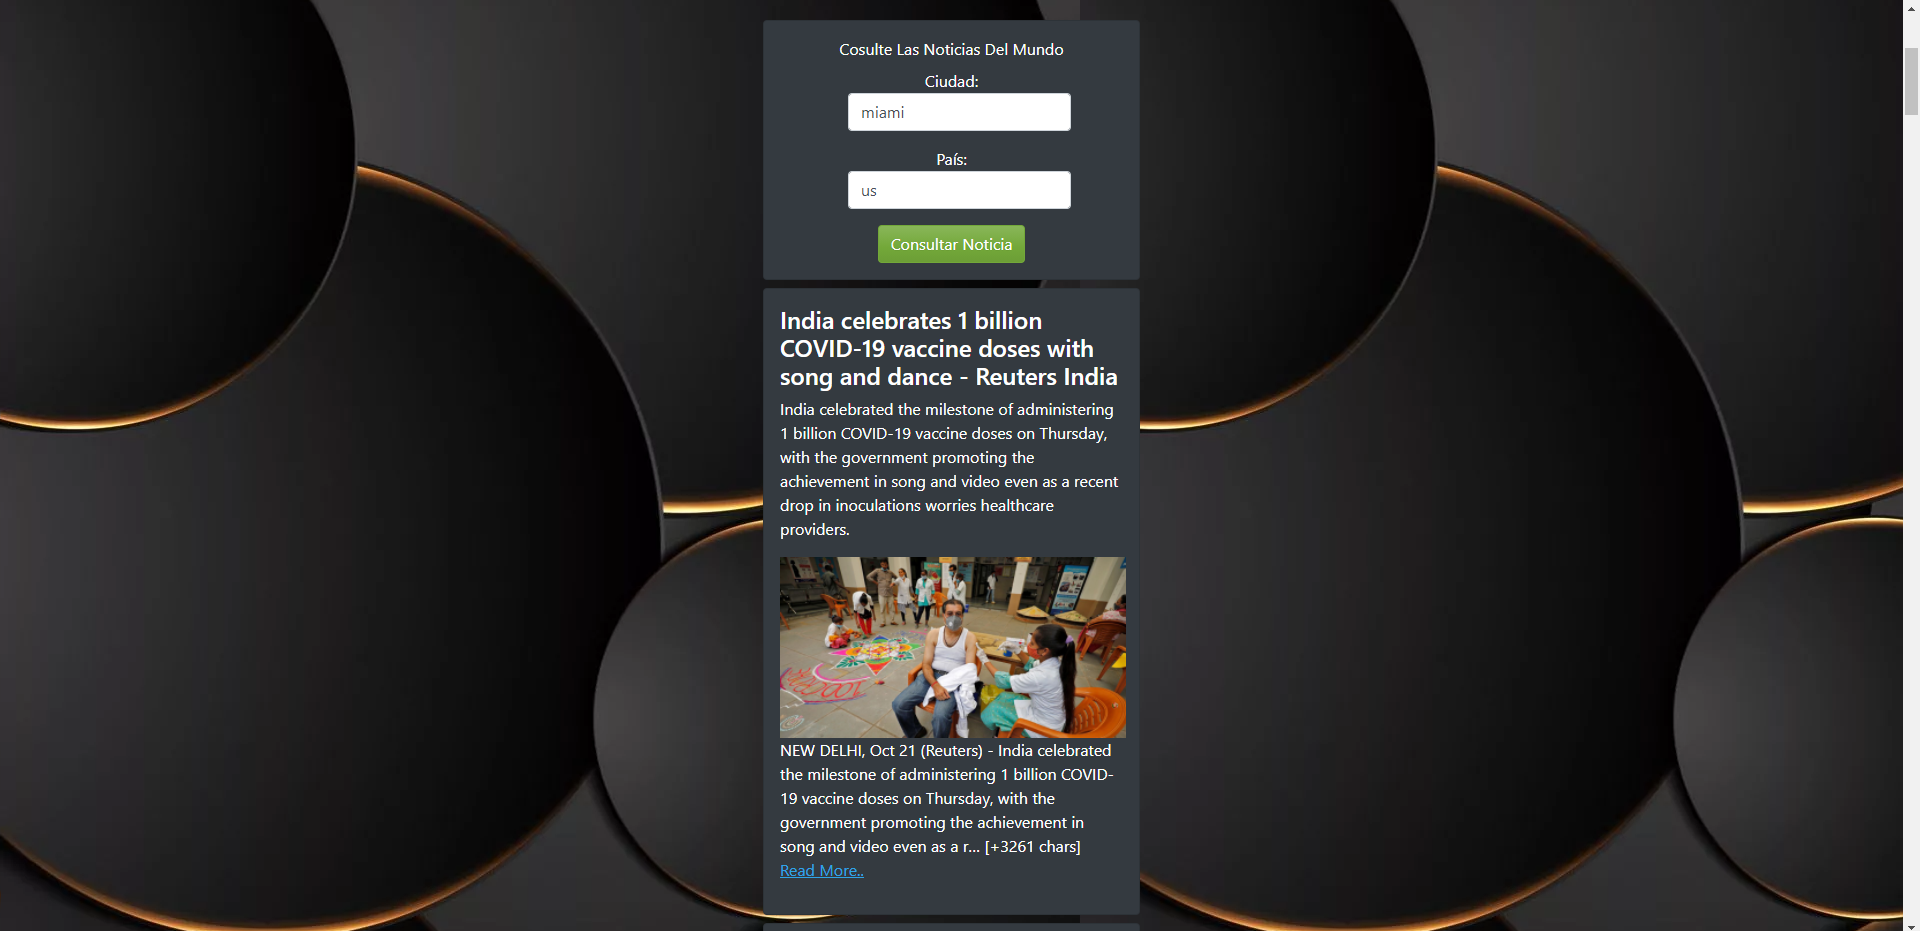 Cosulte Las Noticias Del Mundo
Ciudad:
miami
País:
us
Consultar Noticia
India celebrates 1 billion
COVID-19 vaccine doses with
song and dance - Reuters India
India celebrated the milestone of administering
1 billion COVID-19 vaccine doses on Thursday,
with the government promoting the
achievement in song and video even as a recent
drop in inoculations worries healthcare
providers.
NEW DELHI, Oct 21 (Reuters) - India celebrated
the milestone of administering 1 billion COVID-
19 vaccine doses on Thursday, with the
government promoting the achievement in
song and video even as a r... [+3261 chars]
Read More..